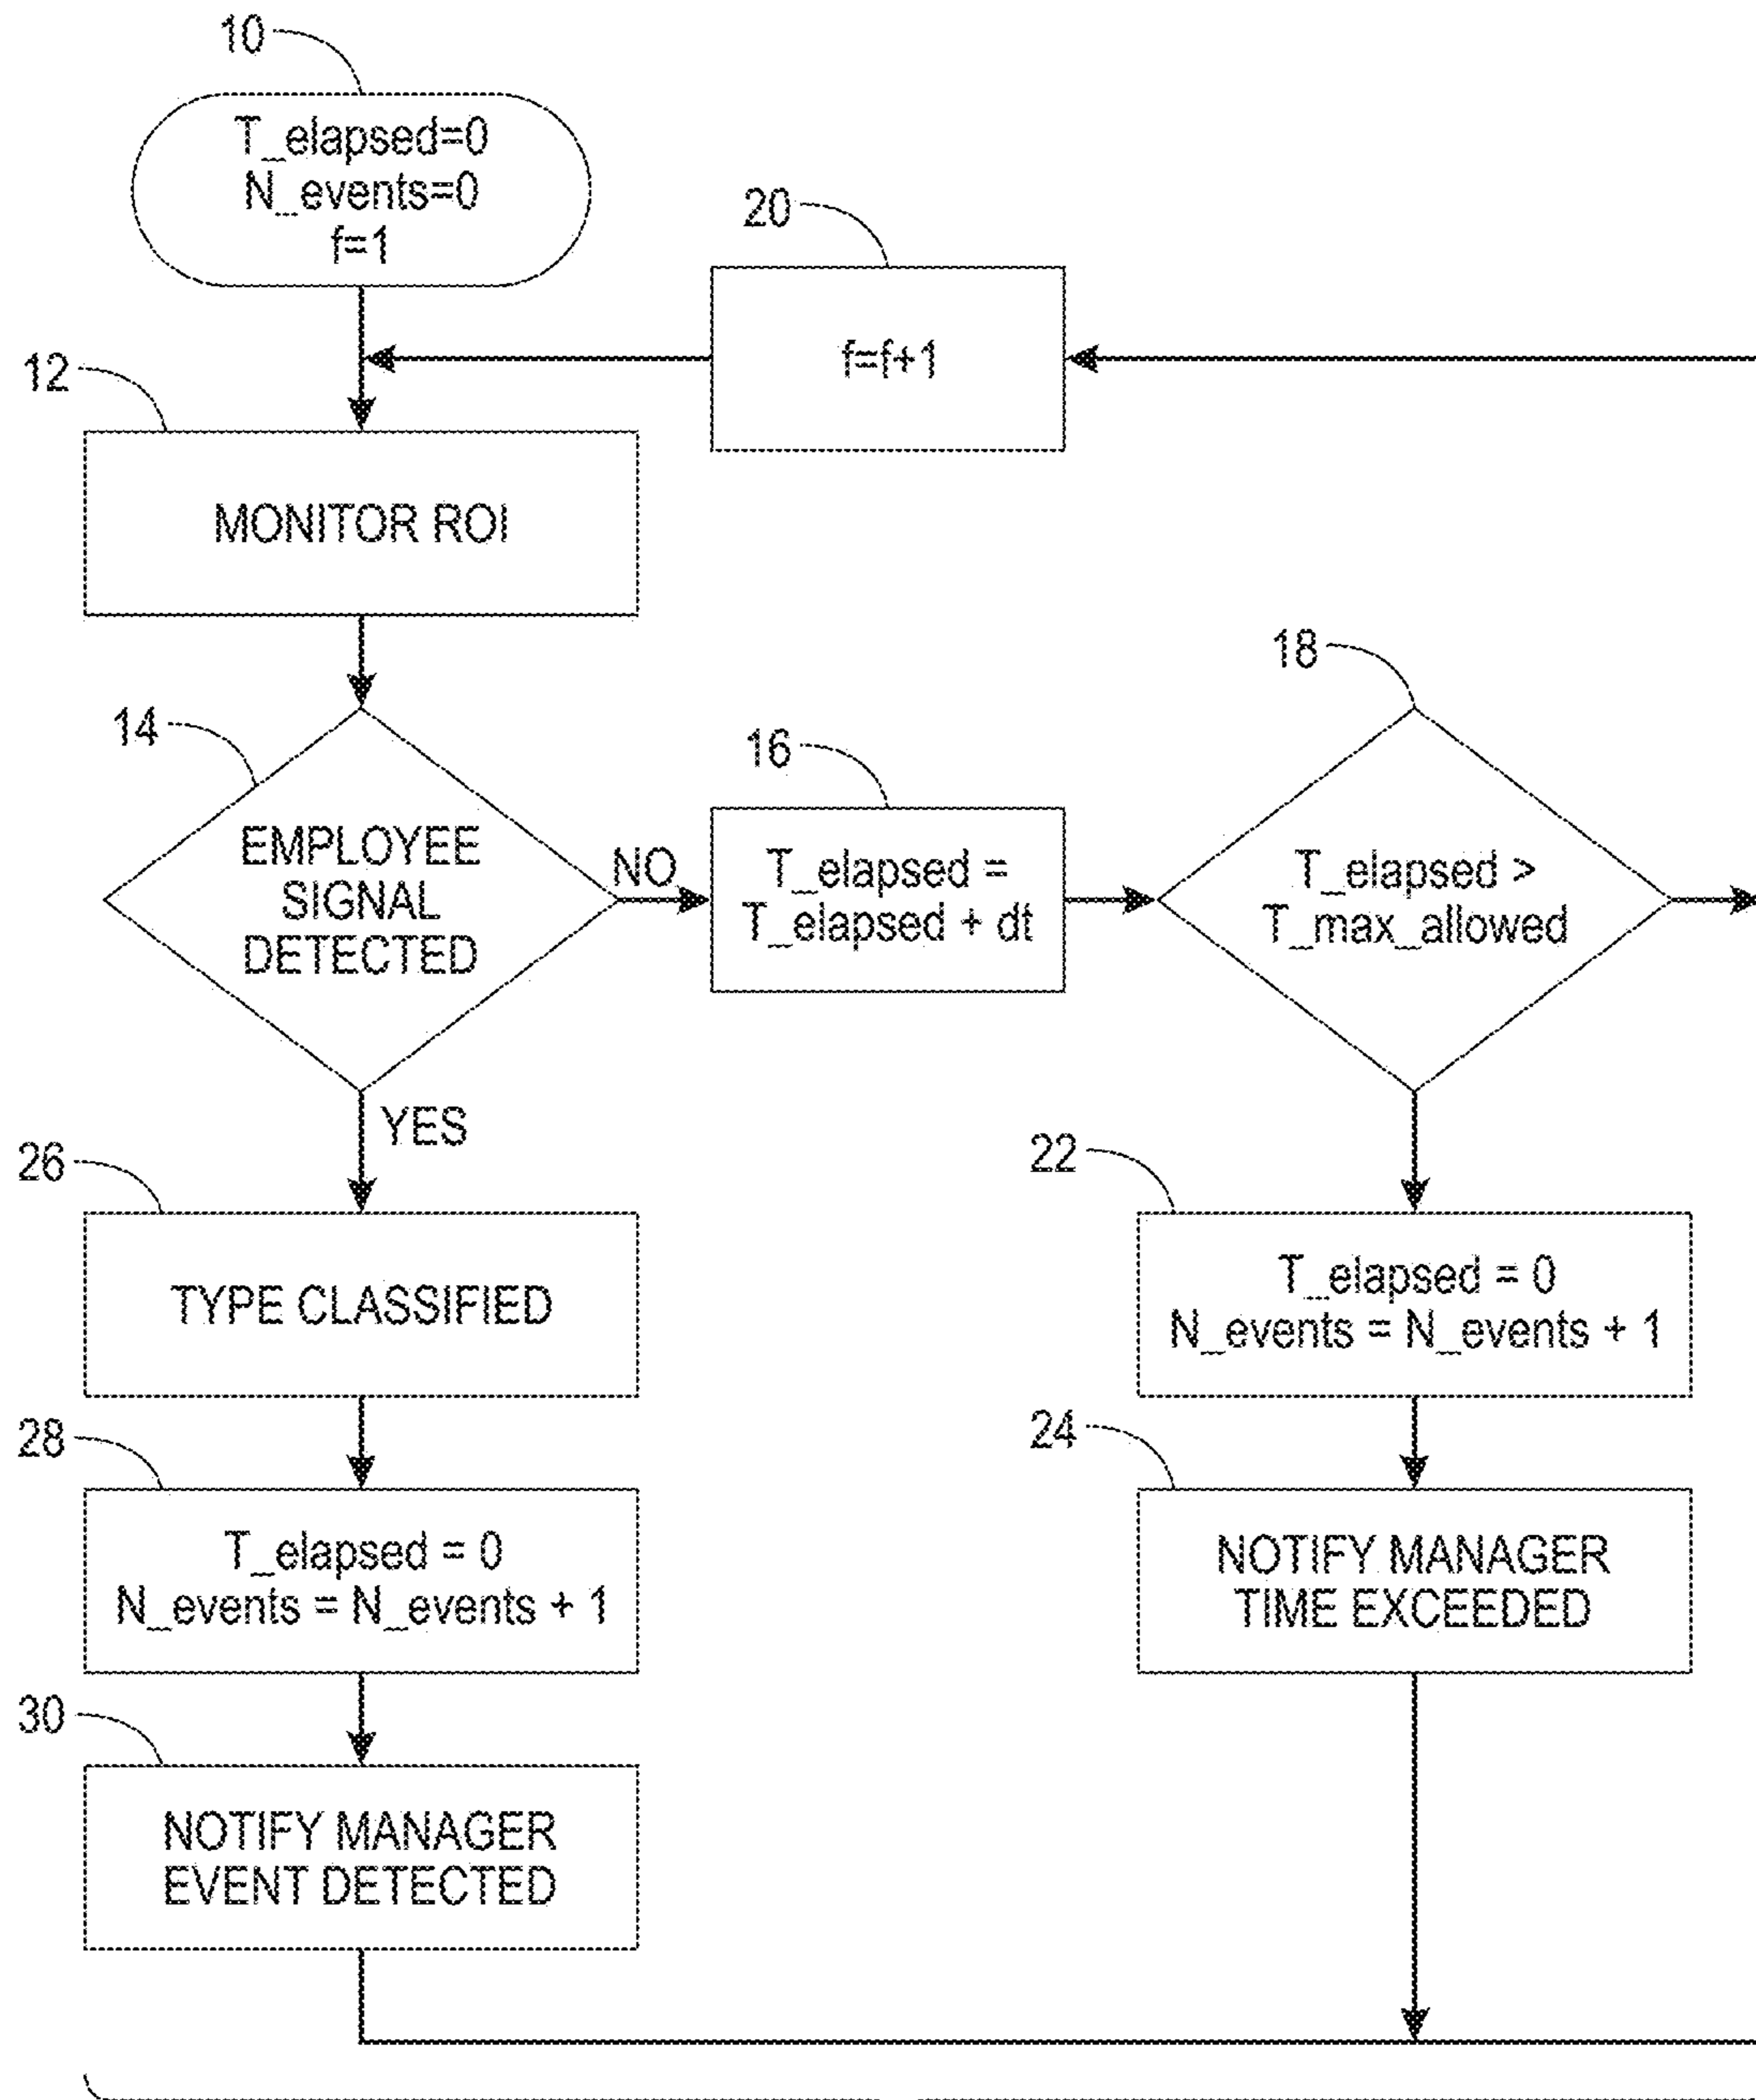 10
T_elapsed=0
N_events=0
f=1
20
f=f+1
12
MONITOR ROI
14
EMPLOYEE
SIGNAL
DETECTED
NO
16
T_elapsed =
T_elapsed + dt
18
T_elapsed >
T_max_allowed
YES
26
TYPE CLASSIFIED
22
T_elapsed = 0
N_events = N_events + 1
28
T_elapsed = 0
N_events = N_events + 1
24
NOTIFY MANAGER
TIME EXCEEDED
30
NOTIFY MANAGER
EVENT DETECTED